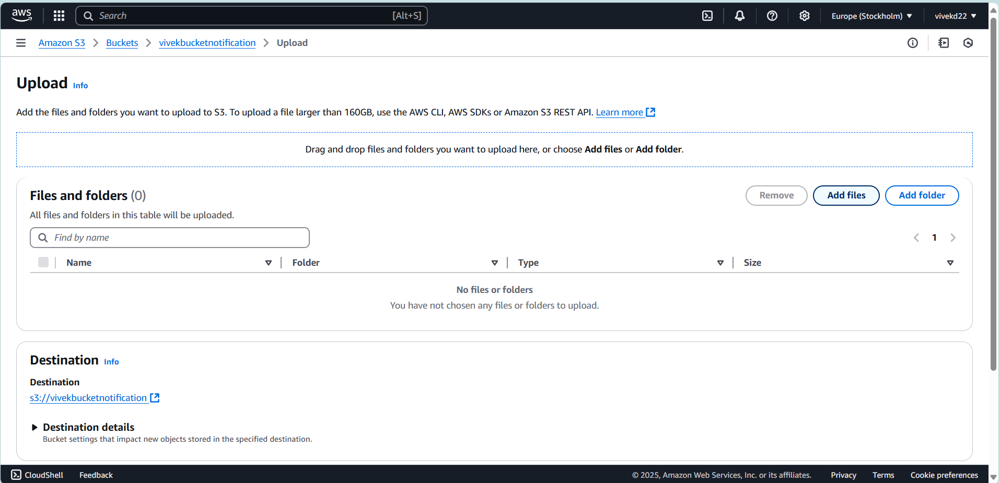 aws
Search [Alt+S]
Europe (Stockholm)
vivekd22
Amazon S3 Buckets vivekbucketnotification Upload
Upload Info
Add the files and folders you want to upload to S3. To upload a file larger than 160GB, use the AWS CLI, AWS SDKs or Amazon S3 REST API. Learn more
Drag and drop files and folders you want to upload here, or choose Add files or Add folder.
Files and folders (0)
Remove Add files Add folder
All files and folders in this table will be uploaded.
Find by name
1
Name Folder Type Size
No files or folders
You have not chosen any files or folders to upload.
Destination Info
Destination
s3://vivekbucketnotification
Destination details
Bucket settings that impact new objects stored in the specified destination.
CloudShell Feedback © 2025, Amazon Web Services, Inc. or its affiliates. Privacy Terms Cookie preferences